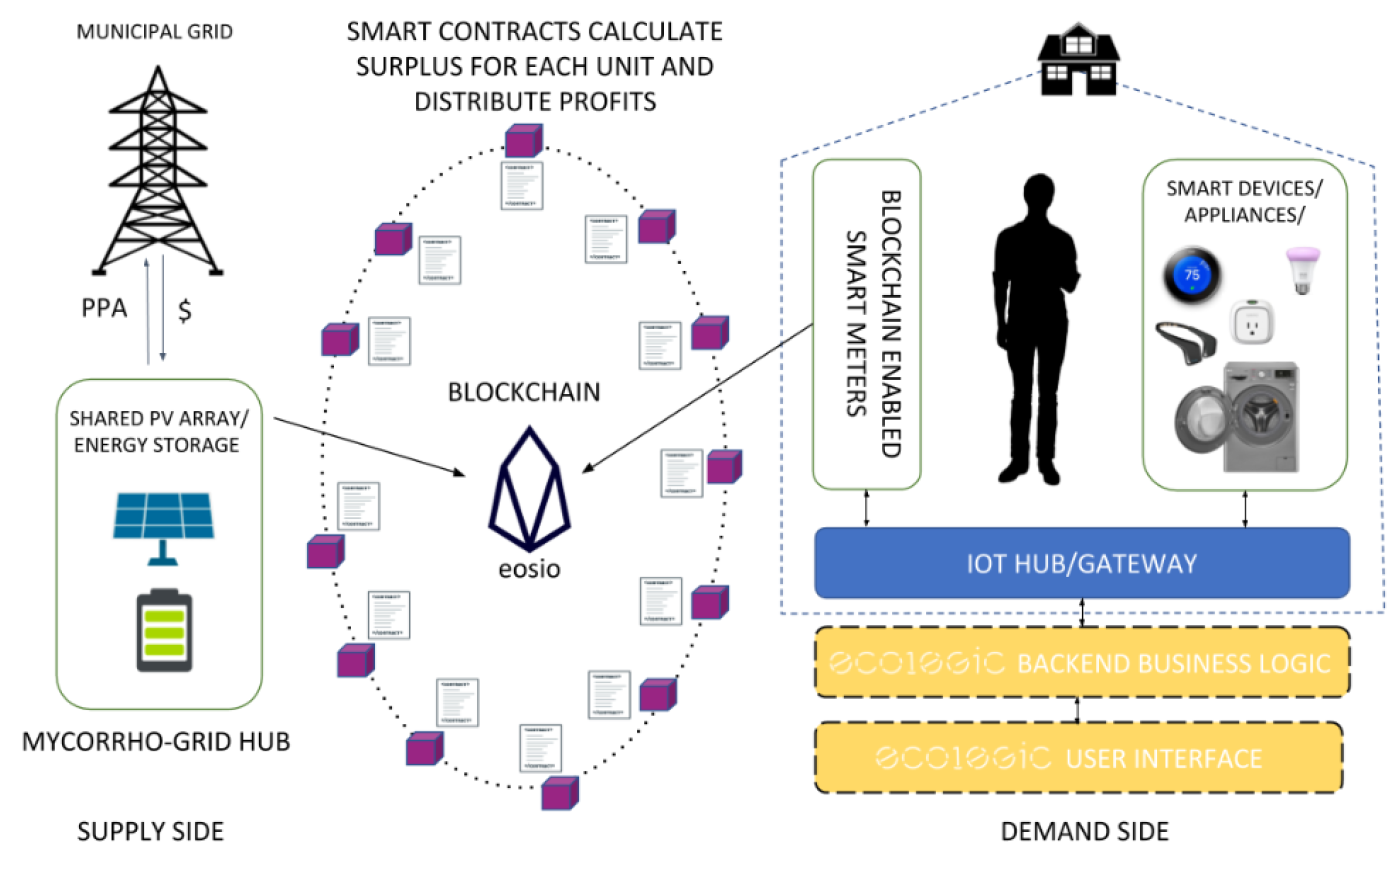 MUNICIPAL GRID
PPA
$
SHARED PV ARRAY/
ENERGY STORAGE
MYCORRHO-GRID HUB
SUPPLY SIDE
SMART CONTRACTS CALCULATE
SURPLUS FOR EACH UNIT AND
DISTRIBUTE PROFITS
BLOCKCHAIN
eosio
BLOCKCHAIN ENABLED
SMART METERS
SMART DEVICES/
APPLIANCES/
75
IOT HUB/GATEWAY
ecologic BACKEND BUSINESS LOGIC
ecologic USER INTERFACE
DEMAND SIDE